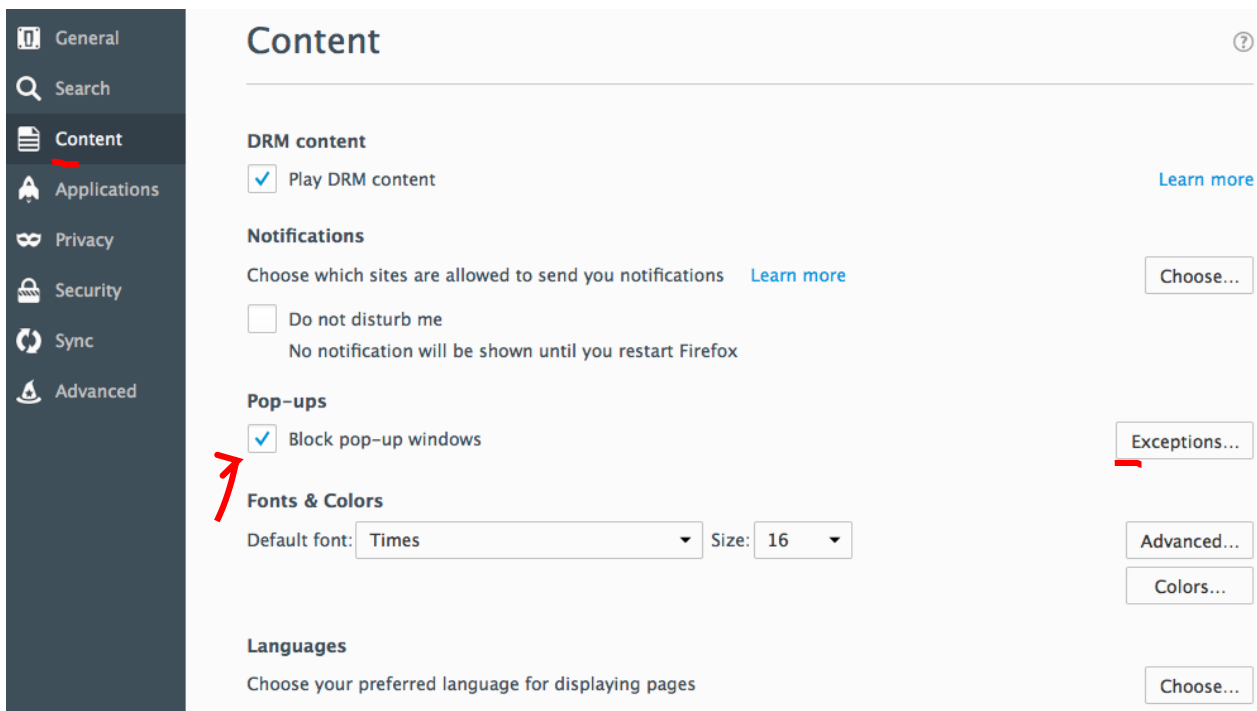 General
Search
Content
Applications
Privacy
Security
Sync
Advanced
Content
?
DRM content
Play DRM content
Learn more
Notifications
Choose which sites are allowed to send you notifications Learn more
Choose...
Do not disturb me
No notification will be shown until you restart Firefox
Pop-ups
Block pop-up windows
Exceptions...
Fonts & Colors
Default font: Times Size: 16
Advanced...
Colors...
Languages
Choose your preferred language for displaying pages
Choose...